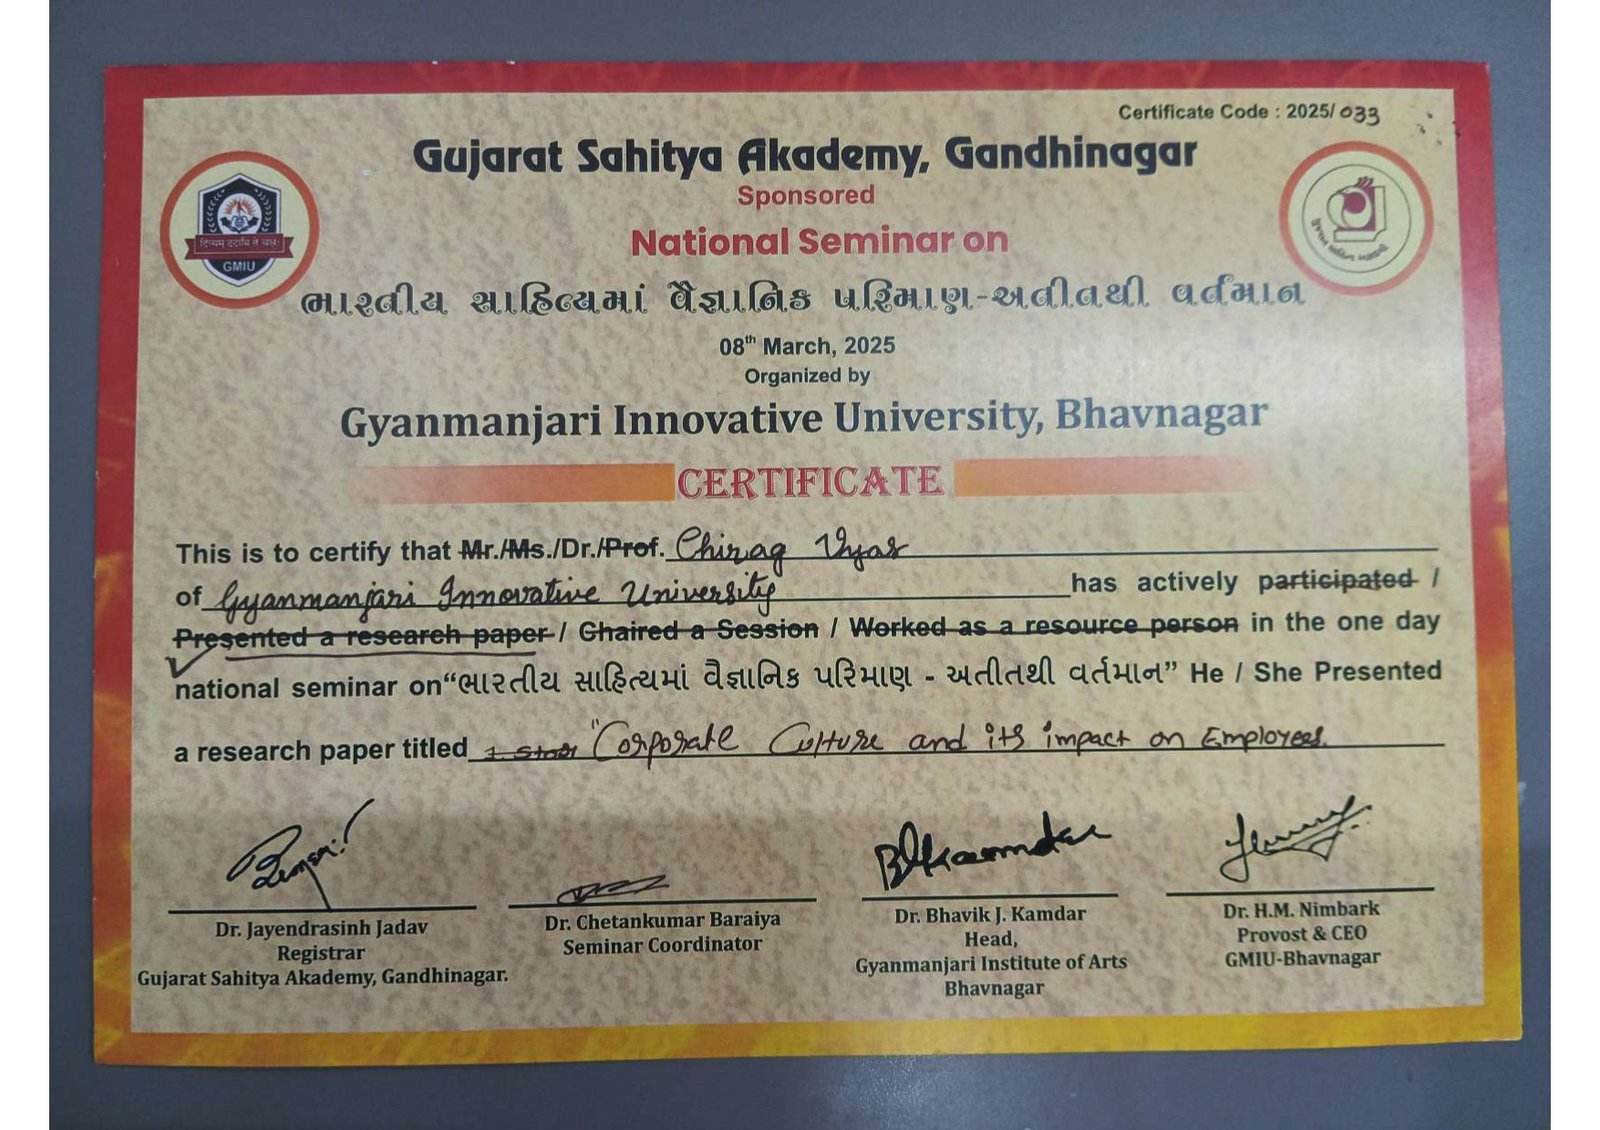 Certificate Code : 2025/ 033
Gujarat Sahitya Akademy, Gandhinagar
Sponsored
National Seminar on
ભારતીય સાહિત્યમાં વૈજ્ઞાનિક પરિમાણ-અતીતથી વર્તમાન
GMIU
08th March, 2025
Organized by
Gyanmanjari Innovative University, Bhavnagar
CERTIFICATE
This is to certify that Mr./Ms./Dr./Prof. Chirag Vyas
of Gyanmanjari Innovative University has actively participated /
Presented a research paper / Chaired a Session / Worked as a resource person in the one day
national seminar on“ભારતીય સાહિત્યમાં વૈજ્ઞાનિક પરિમાણ - અતીતથી વર્તમાન” He / She Presented
a research paper titled "Corporate Culture and its impact on Employees.
Dr. Jayendrasinh Jadav
Registrar
Gujarat Sahitya Akademy, Gandhinagar.
Dr. Chetankumar Baraiya
Seminar Coordinator
Dr. Bhavik J. Kamdar
Head,
Gyanmanjari Institute of Arts
Bhavnagar
Dr. H.M. Nimbark
Provost & CEO
GMIU-Bhavnagar